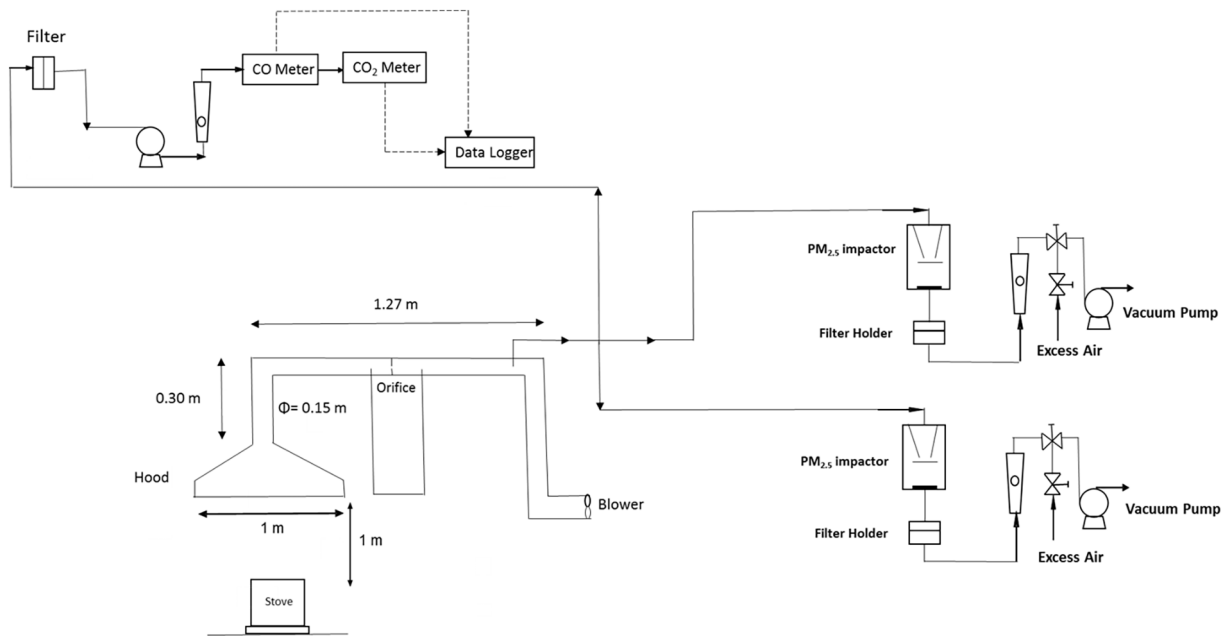 Filter
CO Meter
CO₂ Meter
Data Logger
PM₂.₅ impactor
1.27 m
Vacuum Pump
Filter Holder
Excess Air
Orifice
0.30 m
Φ= 0.15 m
PM₂.₅ impactor
Hood
Blower
Vacuum Pump
1 m
Filter Holder
1 m
Excess Air
Stove